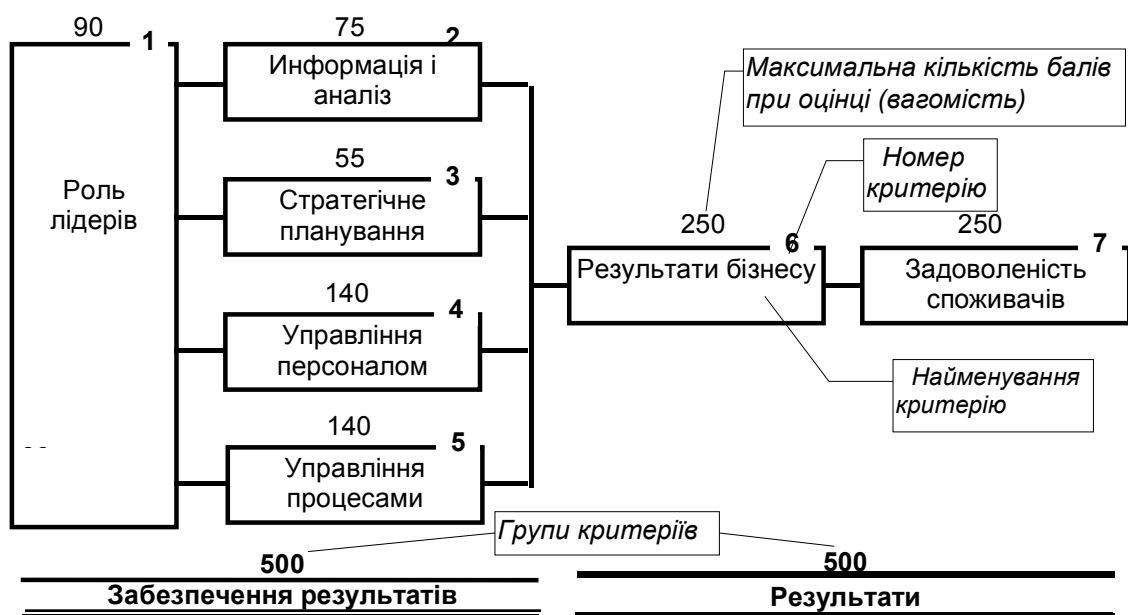 90
1
Роль
лідерів
75
2
Информація і
аналіз
55
3
Стратегічне
планування
140
4
Управління
персоналом
140
5
Управління
процесами
250
6
Результати бізнесу
250
7
Задоволеність
споживачів
Максимальна кількість балів
при оцінці (вагомість)
Номер
критерію
Найменування
критерію
Групи критеріїв
500
Забезпечення результатів
500
Результати